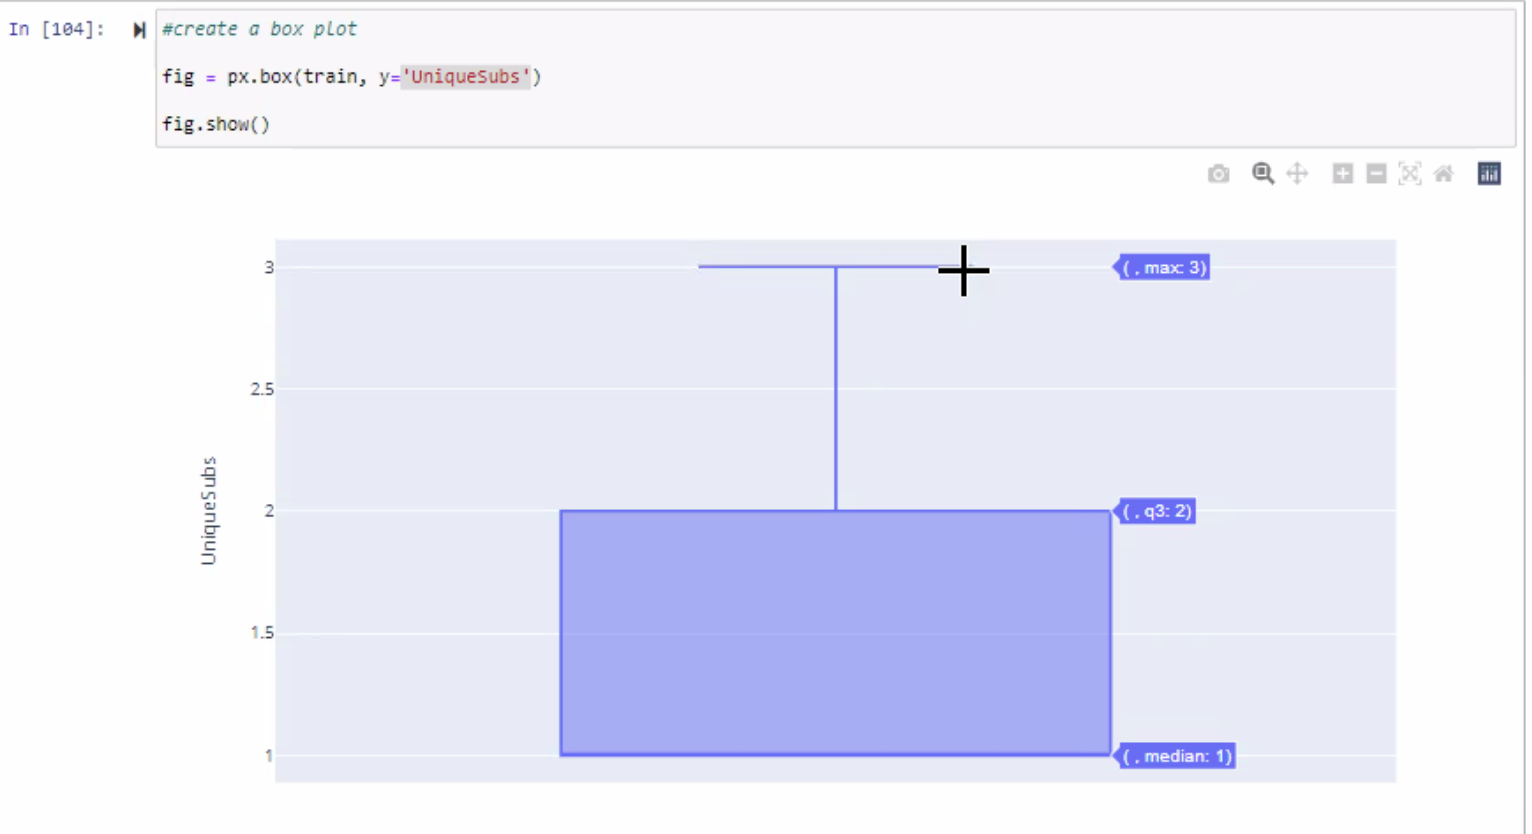 In [104]:
#create a box plot
fig = px.box(train, y='UniqueSubs')
fig.show()
3
(, max: 3)
2.5
UniqueSubs
2
(, q3: 2)
1.5
1
(, median: 1)